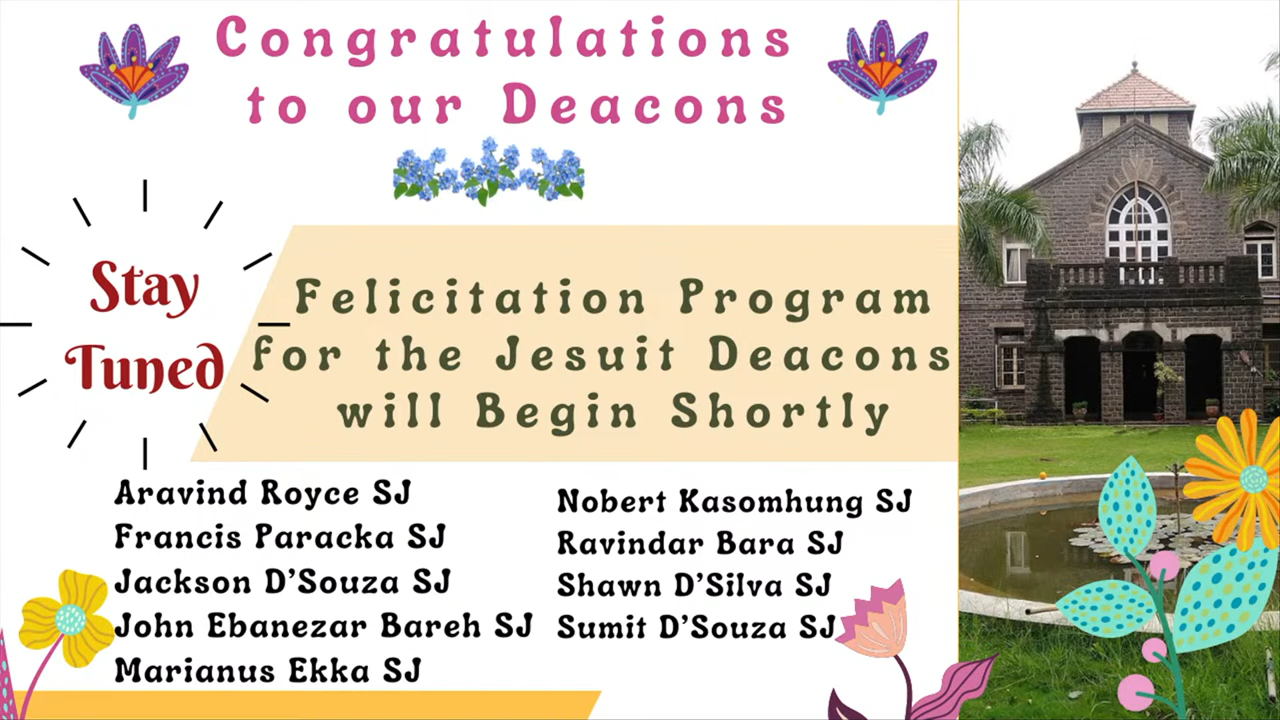 Congratulations
to our Deacons
Stay
Tuned
Felicitation Program
for the Jesuit Deacons
will Begin Shortly
Aravind Royce SJ
Francis Paracka SJ
Jackson D'Souza SJ
John Ebanezar Bareh SJ
Marianus Ekka SJ
Nobert Kasomhung SJ
Ravindar Bara SJ
Shawn D'Silva SJ
Sumit D'Souza SJ